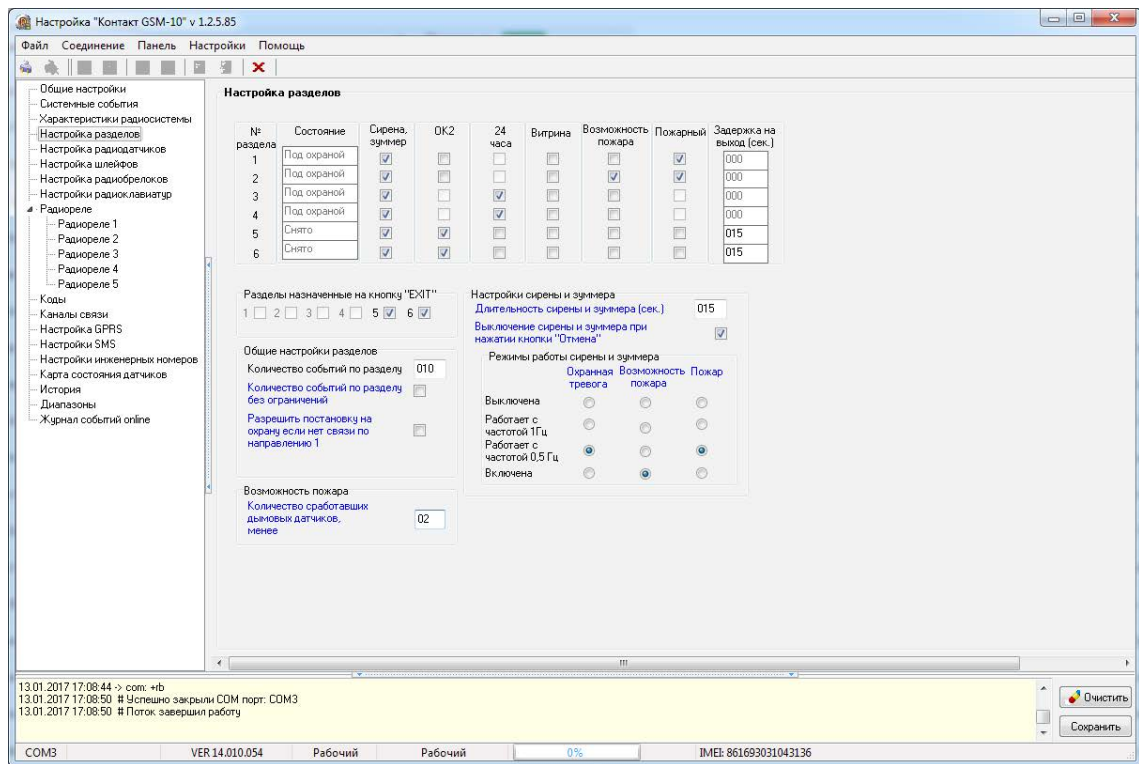 Настройка "Контакт GSM-10" v 1.2.5.85
Файл Соединение Панель Настройки Помощь
Общие настройки
Системные события
Характеристики радиосистемы
Настройка разделов
Настройка радиодатчиков
Настройка шлейфов
Настройка радиобрелоков
Настройки радиоклавиатур
Радиореле
Радиореле 1
Радиореле 2
Радиореле 3
Радиореле 4
Радиореле 5
Коды
Каналы связи
Настройка GPRS
Настройки SMS
Настройки инженерных номеров
Карта состояния датчиков
История
Диапазоны
Журнал событий online
Настройка разделов
№ раздела Состояние Сирена, зуммер ОК2 24 часа Витрина Возможность пожара Пожарный Задержка на выход (сек.)
1 Под охраной 000
2 Под охраной 000
3 Под охраной 000
4 Под охраной 000
5 Снято 015
6 Снято 015
Разделы назначенные на кнопку "EXIT"
1 2 3 4 5 6
Общие настройки разделов
Количество событий по разделу 010
Количество событий по разделу
без ограничений
Разрешить постановку на
охрану если нет связи по
направлению 1
Возможность пожара
Количество сработавших
дымовых датчиков,
менее
02
Настройки сирены и зуммера
Длительность сирены и зуммера (сек.) 015
Выключение сирены и зуммера при
нажатии кнопки "Отмена"
Режимы работы сирены и зуммера
Охранная тревога Возможность пожара Пожар
Выключена
Работает с
частотой 1Гц
Работает с
частотой 0,5 Гц
Включена
13.01.2017 17:08:44 -> com: +rb
13.01.2017 17:08:50 # Успешно закрыли COM порт: COM3
13.01.2017 17:08:50 # Поток завершил работу
Очистить
Сохранить
COM3 VER 14.010.054 Рабочий Рабочий 0% IMEI: 861693031043136